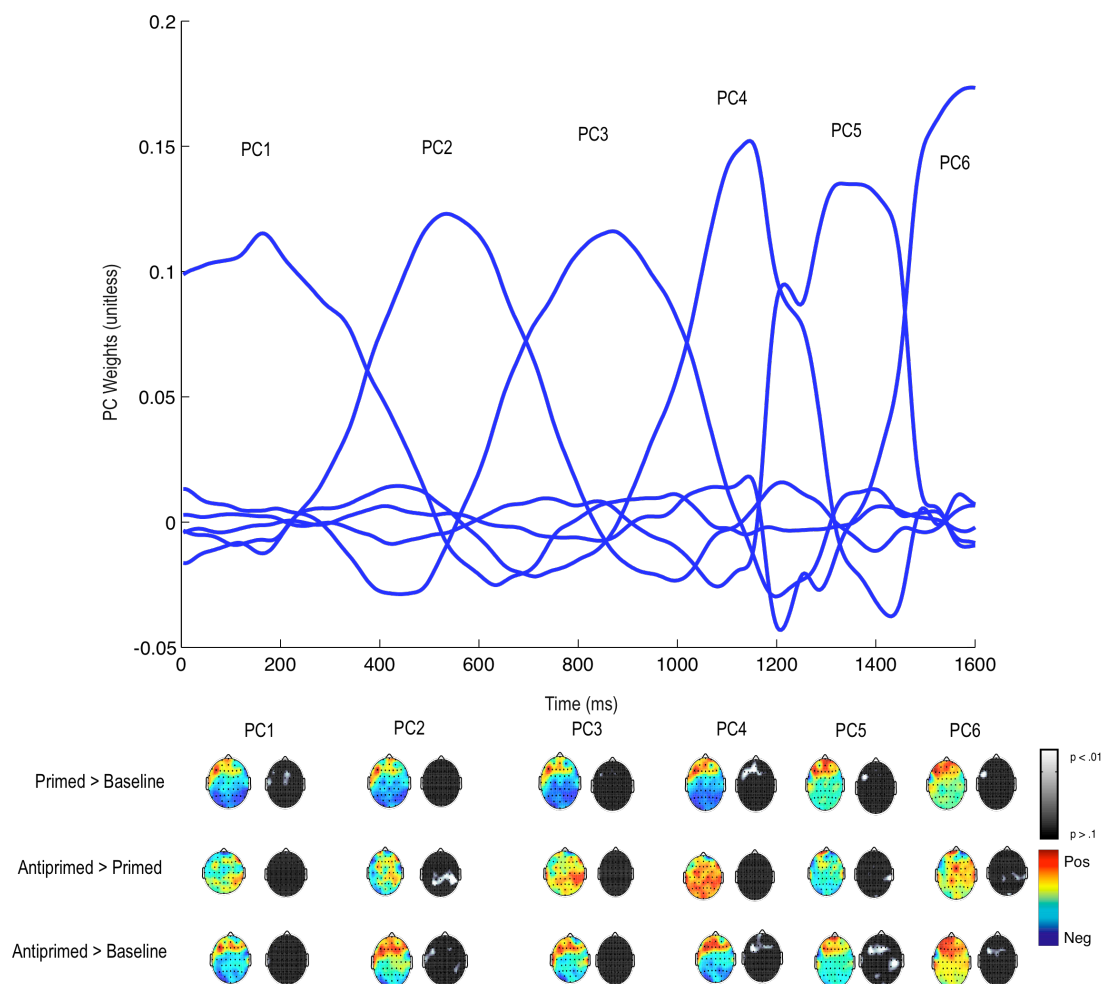 0.2
PC4
PC5
PC3
PC1
PC2
0.15
PC6
0.1
PC Weights (unitless)
0.05
0
-0.05
0 200 400 600 800 1000 1200 1400 1600
Time (ms)
PC1 PC2 PC3 PC4 PC5 PC6
Primed > Baseline
p < .01
p > .1
Antiprimed > Primed
Pos
Neg
Antiprimed > Baseline